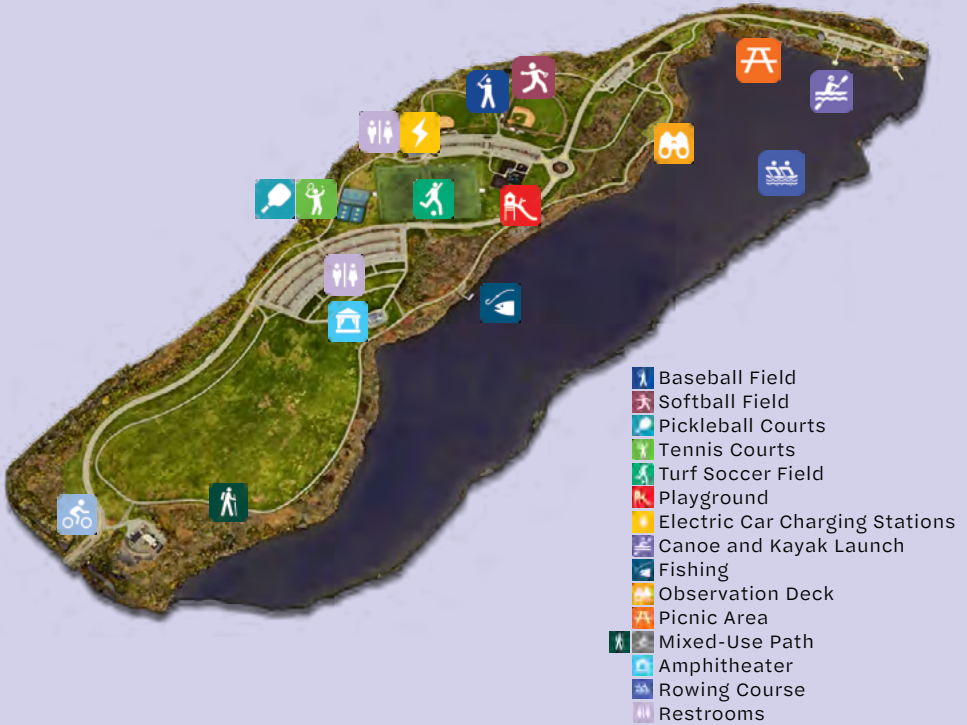 Baseball Field
Softball Field
Pickleball Courts
Tennis Courts
Turf Soccer Field
Playground
Electric Car Charging Stations
Canoe and Kayak Launch
Fishing
Observation Deck
Picnic Area
Mixed-Use Path
Amphitheater
Rowing Course
Restrooms